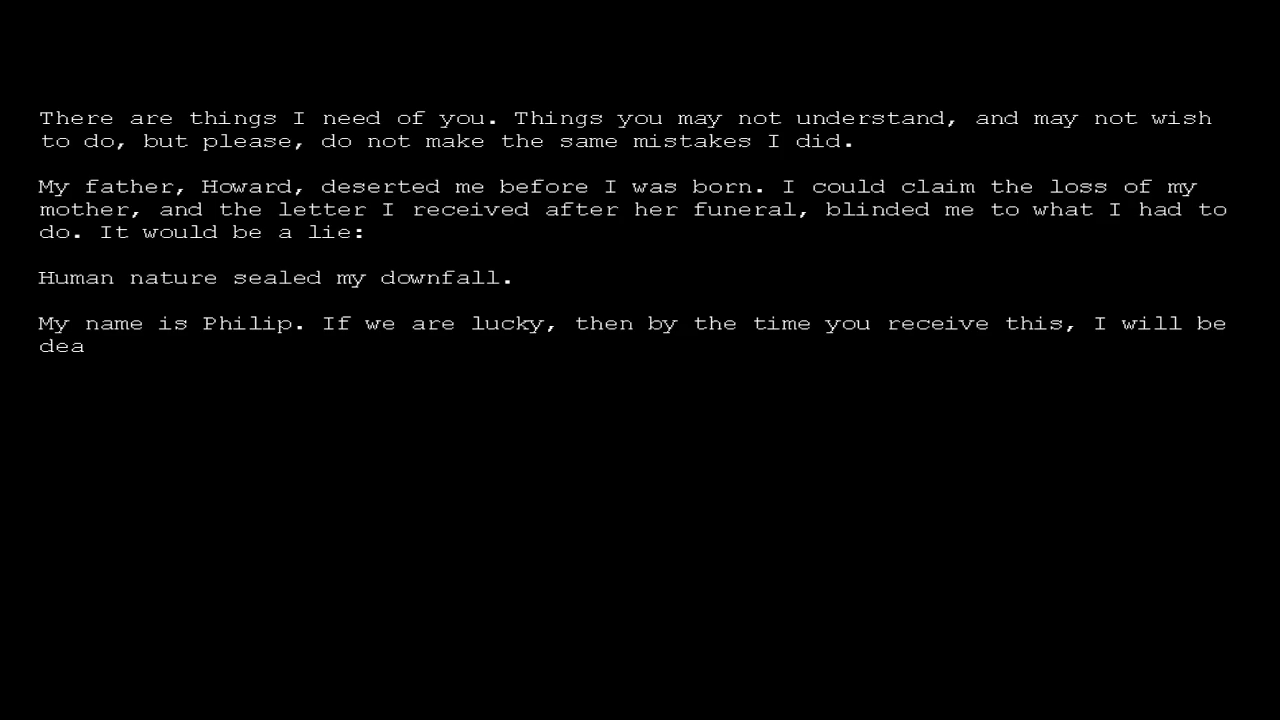 There are things I need of you. Things you may not understand, and may not wish
to do, but please, do not make the same mistakes I did.
My father, Howard, deserted me before I was born. I could claim the loss of my
mother, and the letter I received after her funeral, blinded me to what I had to
do. It would be a lie:
Human nature sealed my downfall.
My name is Philip. If we are lucky, then by the time you receive this, I will be
dea